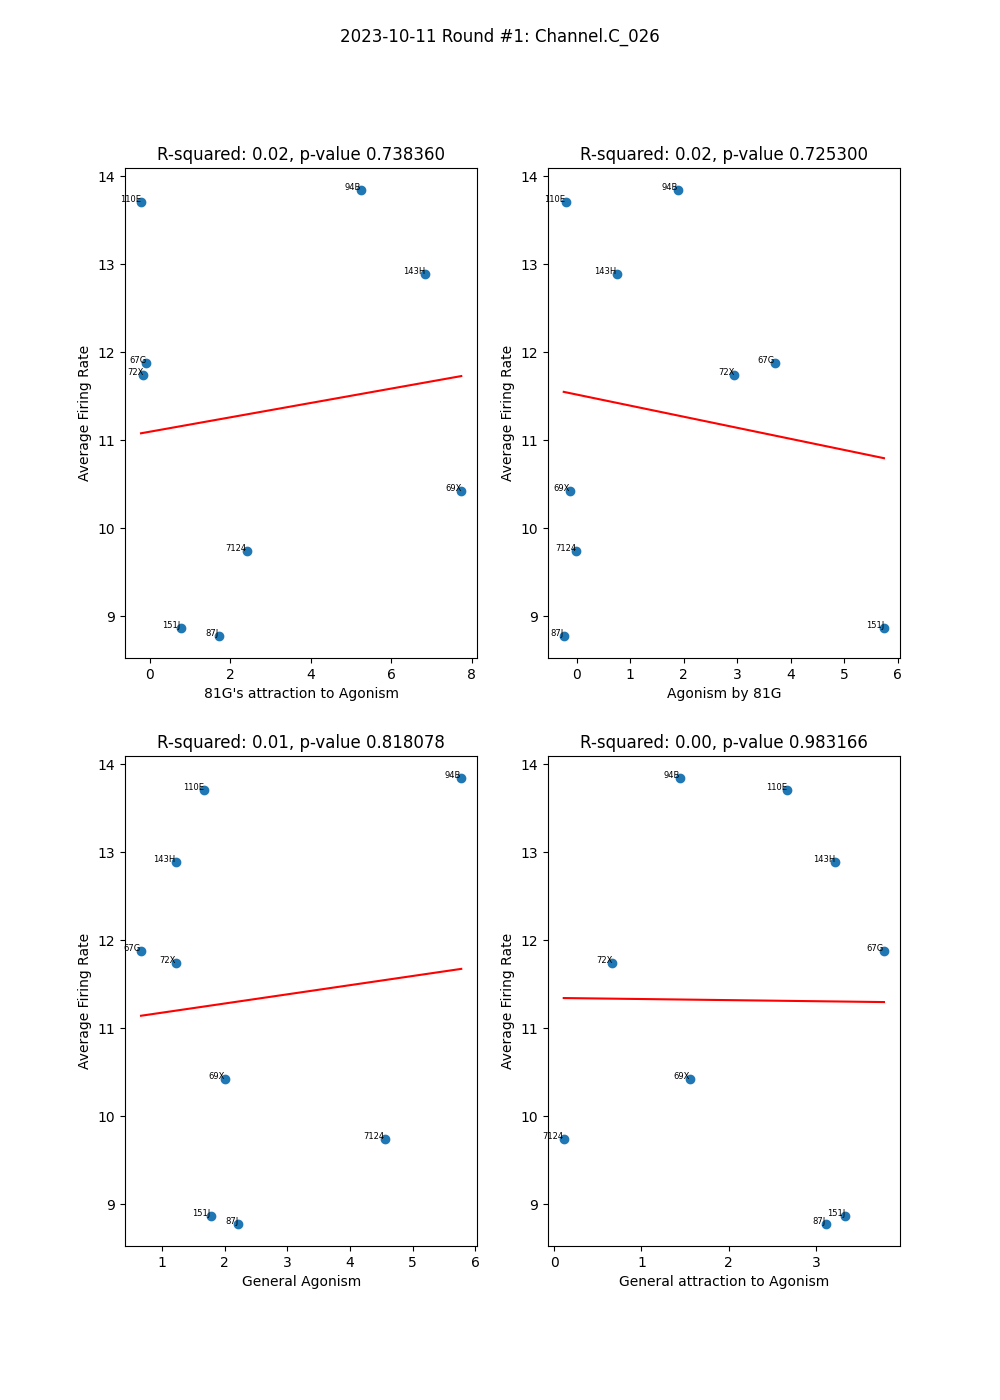 2023-10-11 Round #1: Channel.C_026
R-squared: 0.02, p-value 0.738360
14
13
12
11
10
9
Average Firing Rate
110E
94B
143H
67G
72X
69X
7124
151J
87J
0 2 4 6 8
81G's attraction to Agonism
R-squared: 0.02, p-value 0.725300
14
13
12
11
10
9
Average Firing Rate
110E
94B
143H
67G
72X
69X
7124
151J
87J
0 1 2 3 4 5 6
Agonism by 81G
R-squared: 0.01, p-value 0.818078
14
13
12
11
10
9
Average Firing Rate
94B
110E
143H
67G
72X
69X
7124
151J
87J
1 2 3 4 5 6
General Agonism
R-squared: 0.00, p-value 0.983166
14
13
12
11
10
9
Average Firing Rate
94B
110E
143H
67G
72X
69X
7124
151J
87J
0 1 2 3
General attraction to Agonism